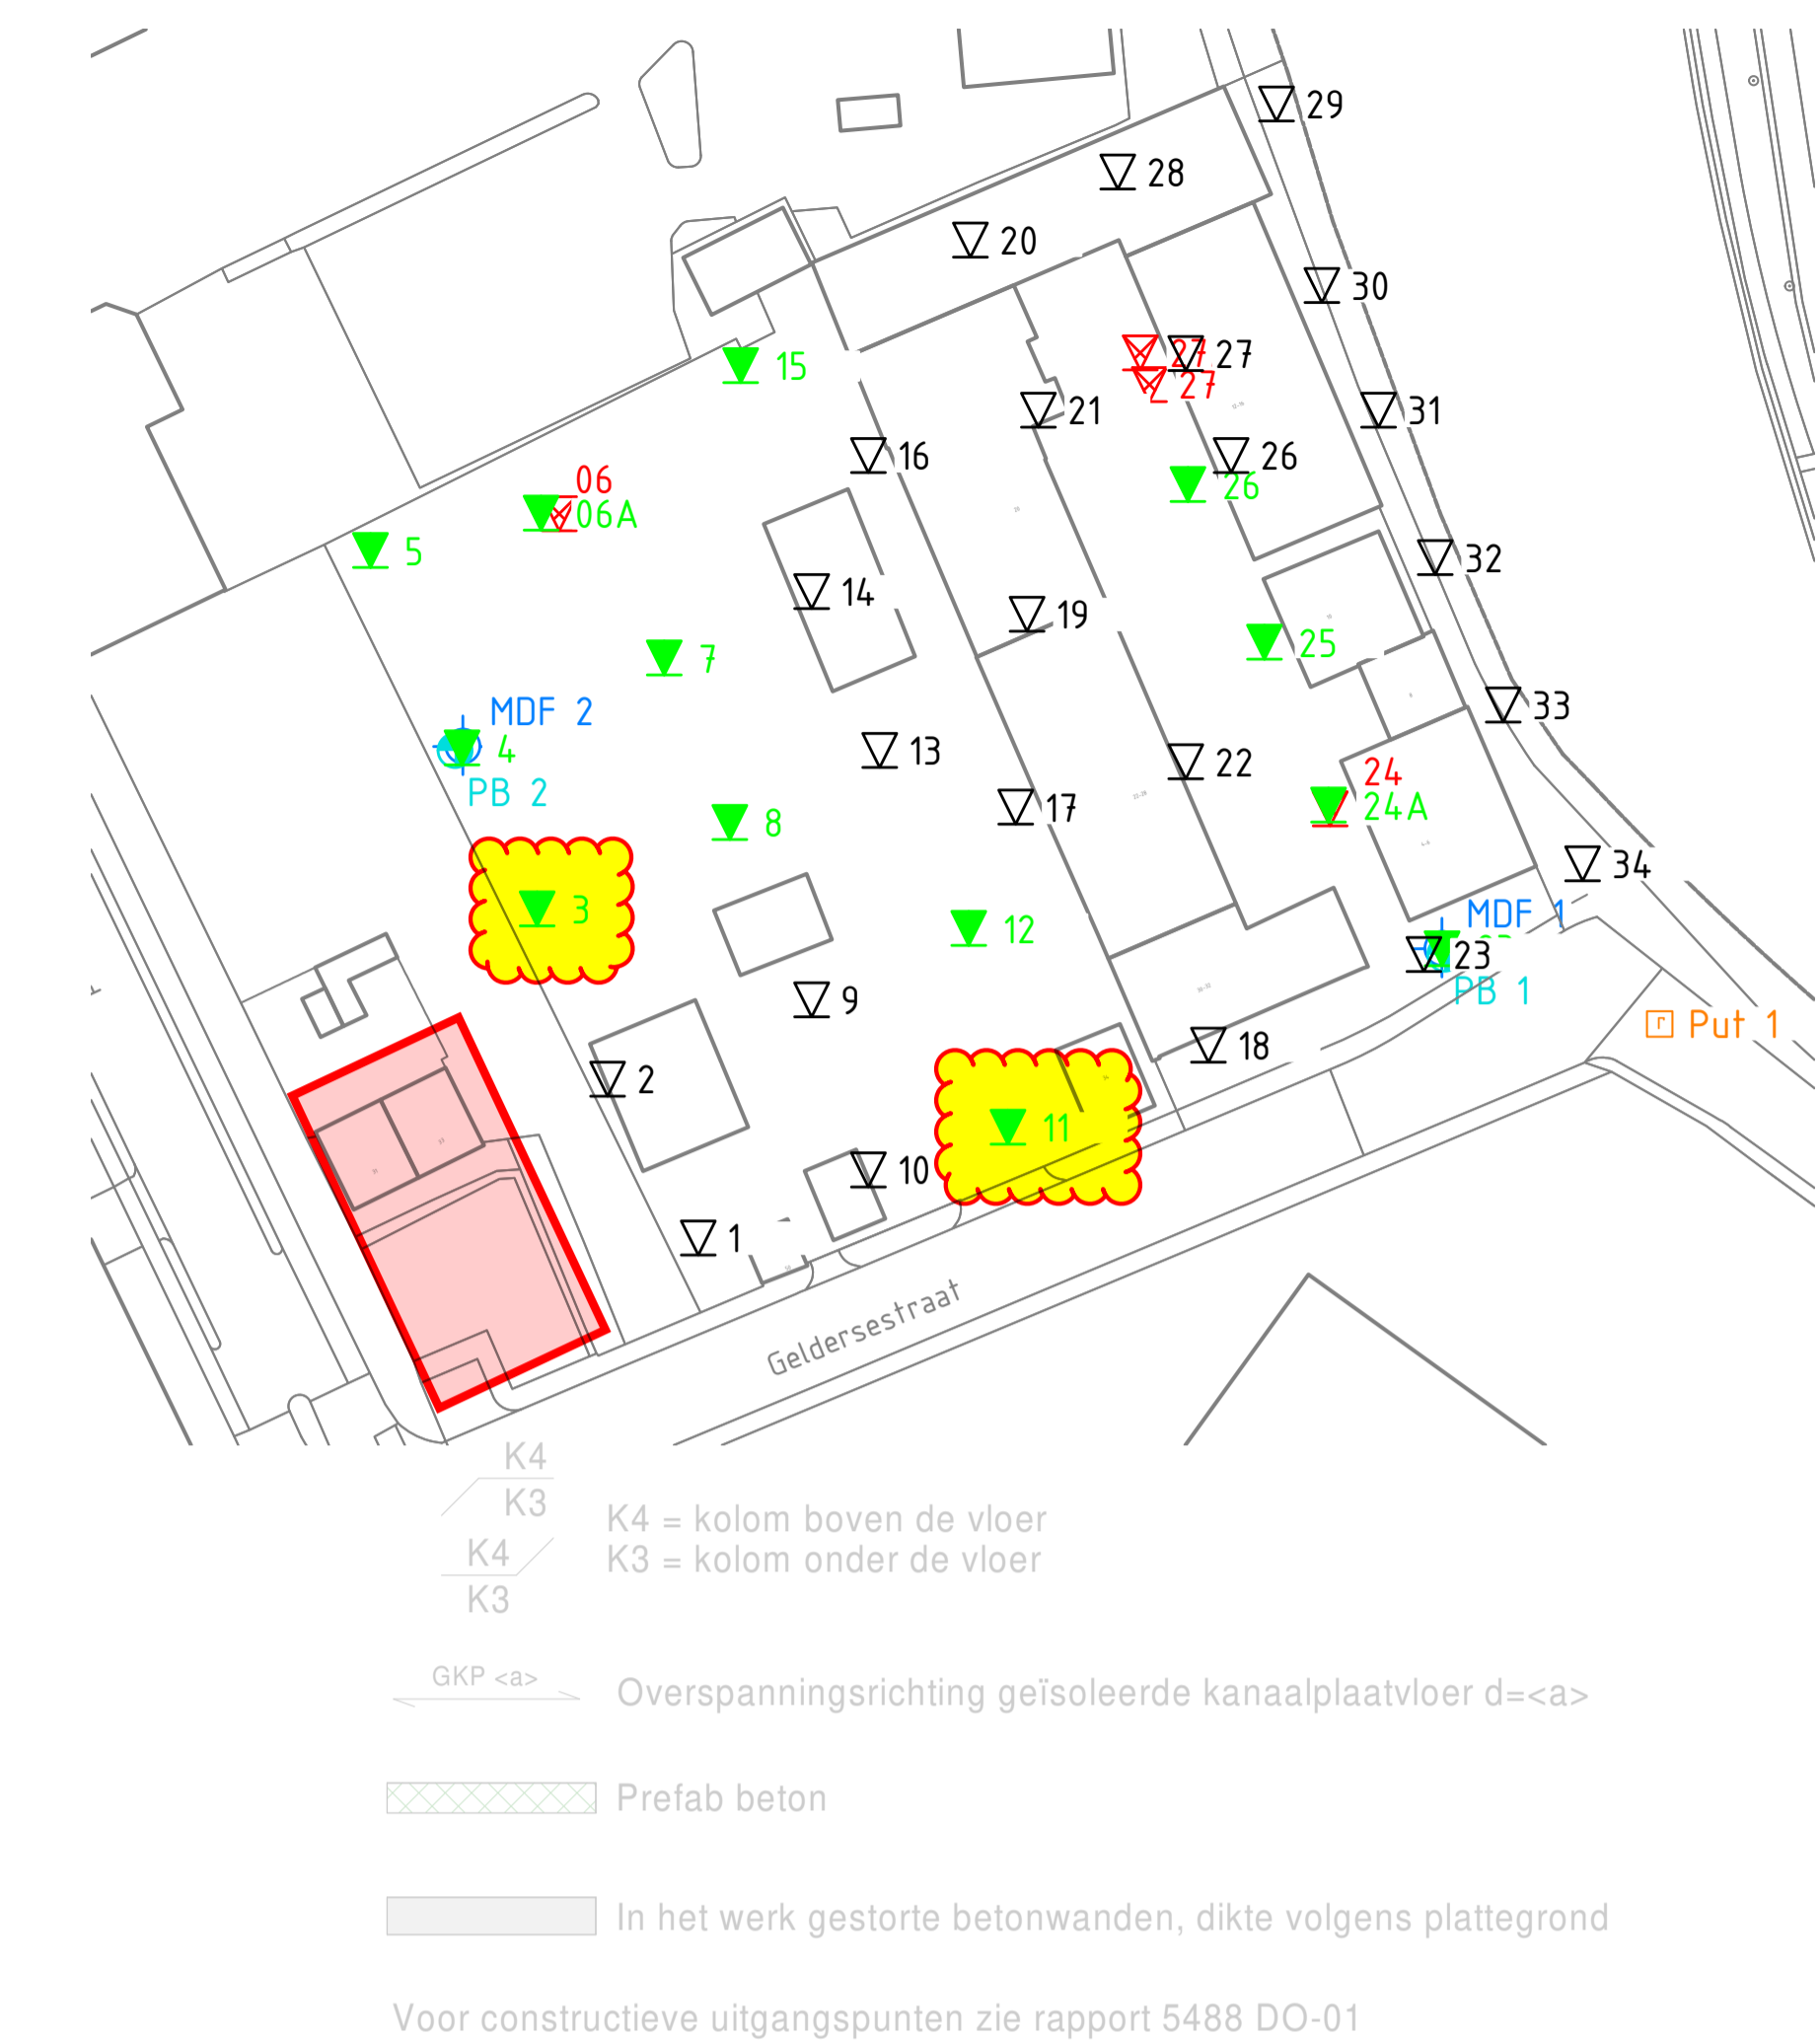 29
28
20
30
27
27
27
15
21
31
16
26
26
06
06A
5
32
14
19
25
7
33
MDF 2
4
13
22
PB 2
24
24A
17
8
34
3
MDF 1
12
23
PB 1
9
Put 1
18
2
11
10
1
Geldersestraat
K4
K3
K4 = kolom boven de vloer
K4
K3 = kolom onder de vloer
K3
GKP <a>
Overspanningsrichting geïsoleerde kanaalplaatvloer d=<a>
Prefab beton
In het werk gestorte betonwanden, dikte volgens plattegrond
Voor constructieve uitgangspunten zie rapport 5488 DO-01